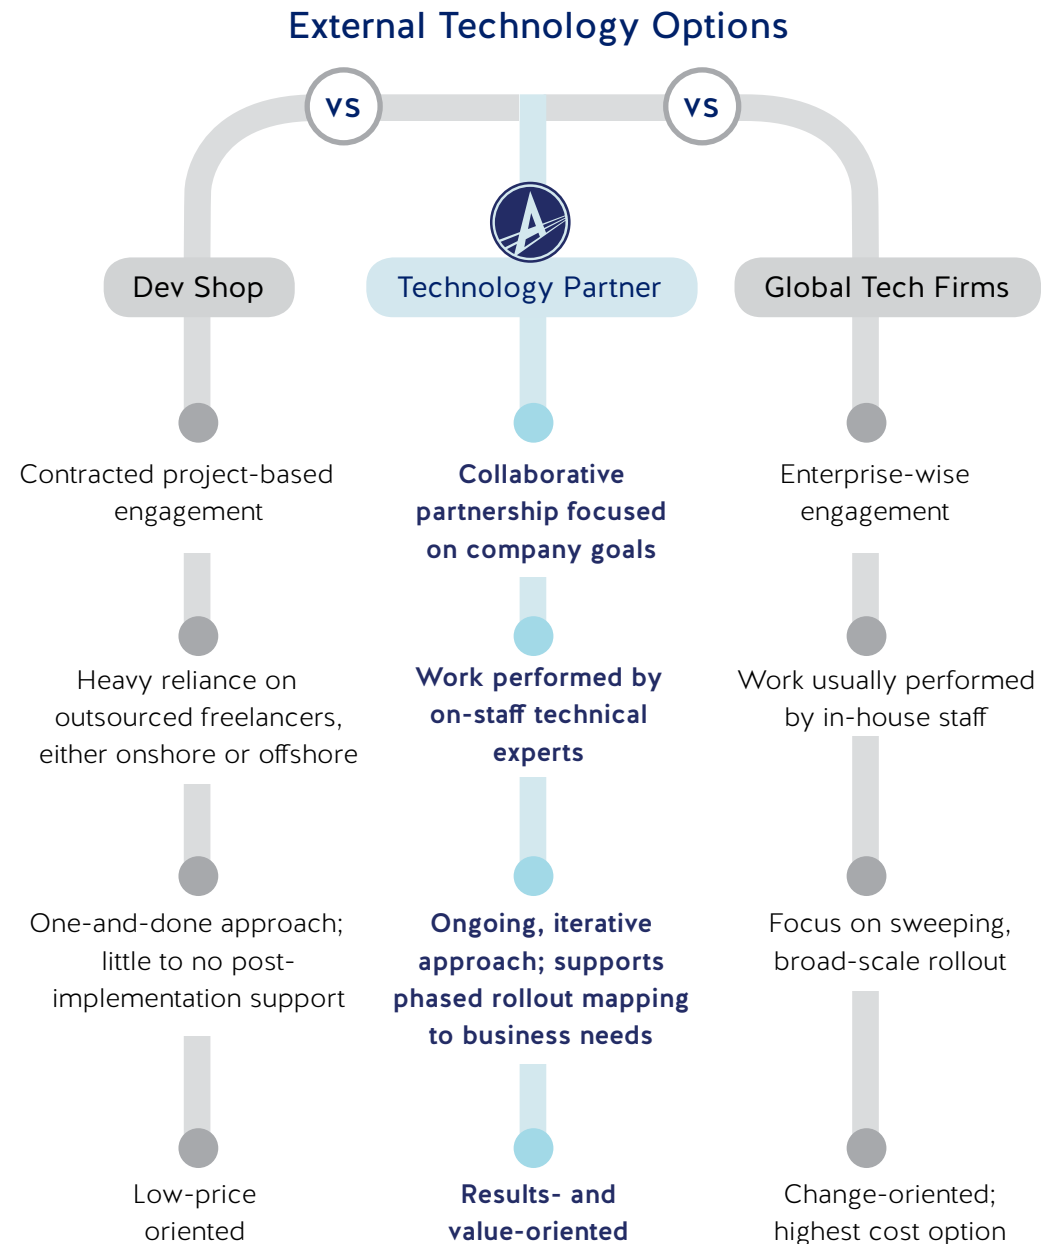 External Technology Options
VS
VS
A
Dev Shop
Technology Partner
Global Tech Firms
Contracted project-based
engagement
Collaborative
partnership focused
on company goals
Enterprise-wise
engagement
Heavy reliance on
outsourced freelancers,
either onshore or offshore
Work performed by
on-staff technical
experts
Work usually performed
by in-house staff
One-and-done approach;
little to no post-
implementation support
Ongoing, iterative
approach; supports
phased rollout mapping
to business needs
Focus on sweeping,
broad-scale rollout
Low-price
oriented
Results- and
value-oriented
Change-oriented;
highest cost option